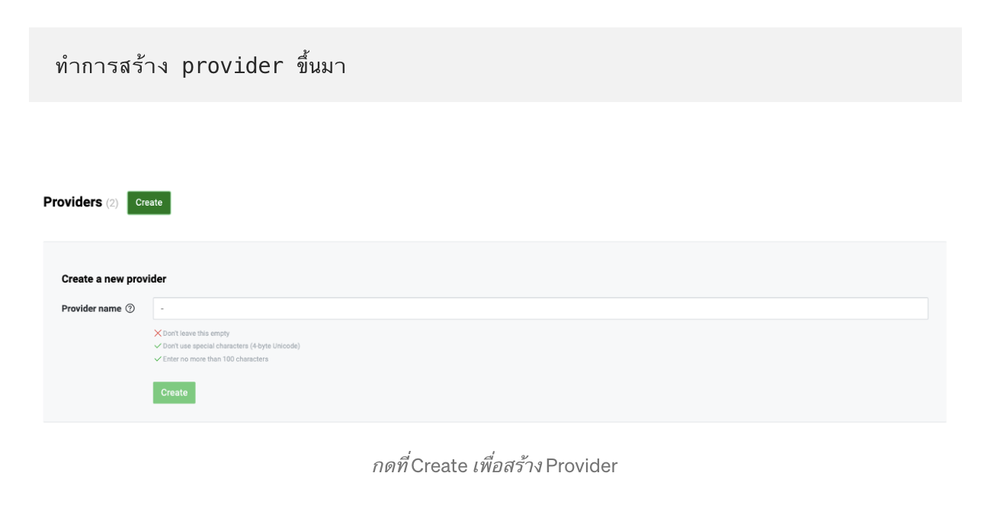 ทำการสร้าง provider ขึ้นมา
Providers (2) Create
Create a new provider
Provider name ?
-
Don't leave this empty
Don't use special characters (4-byte Unicode)
Enter no more than 100 characters
Create
กดที่ Create เพื่อสร้าง Provider